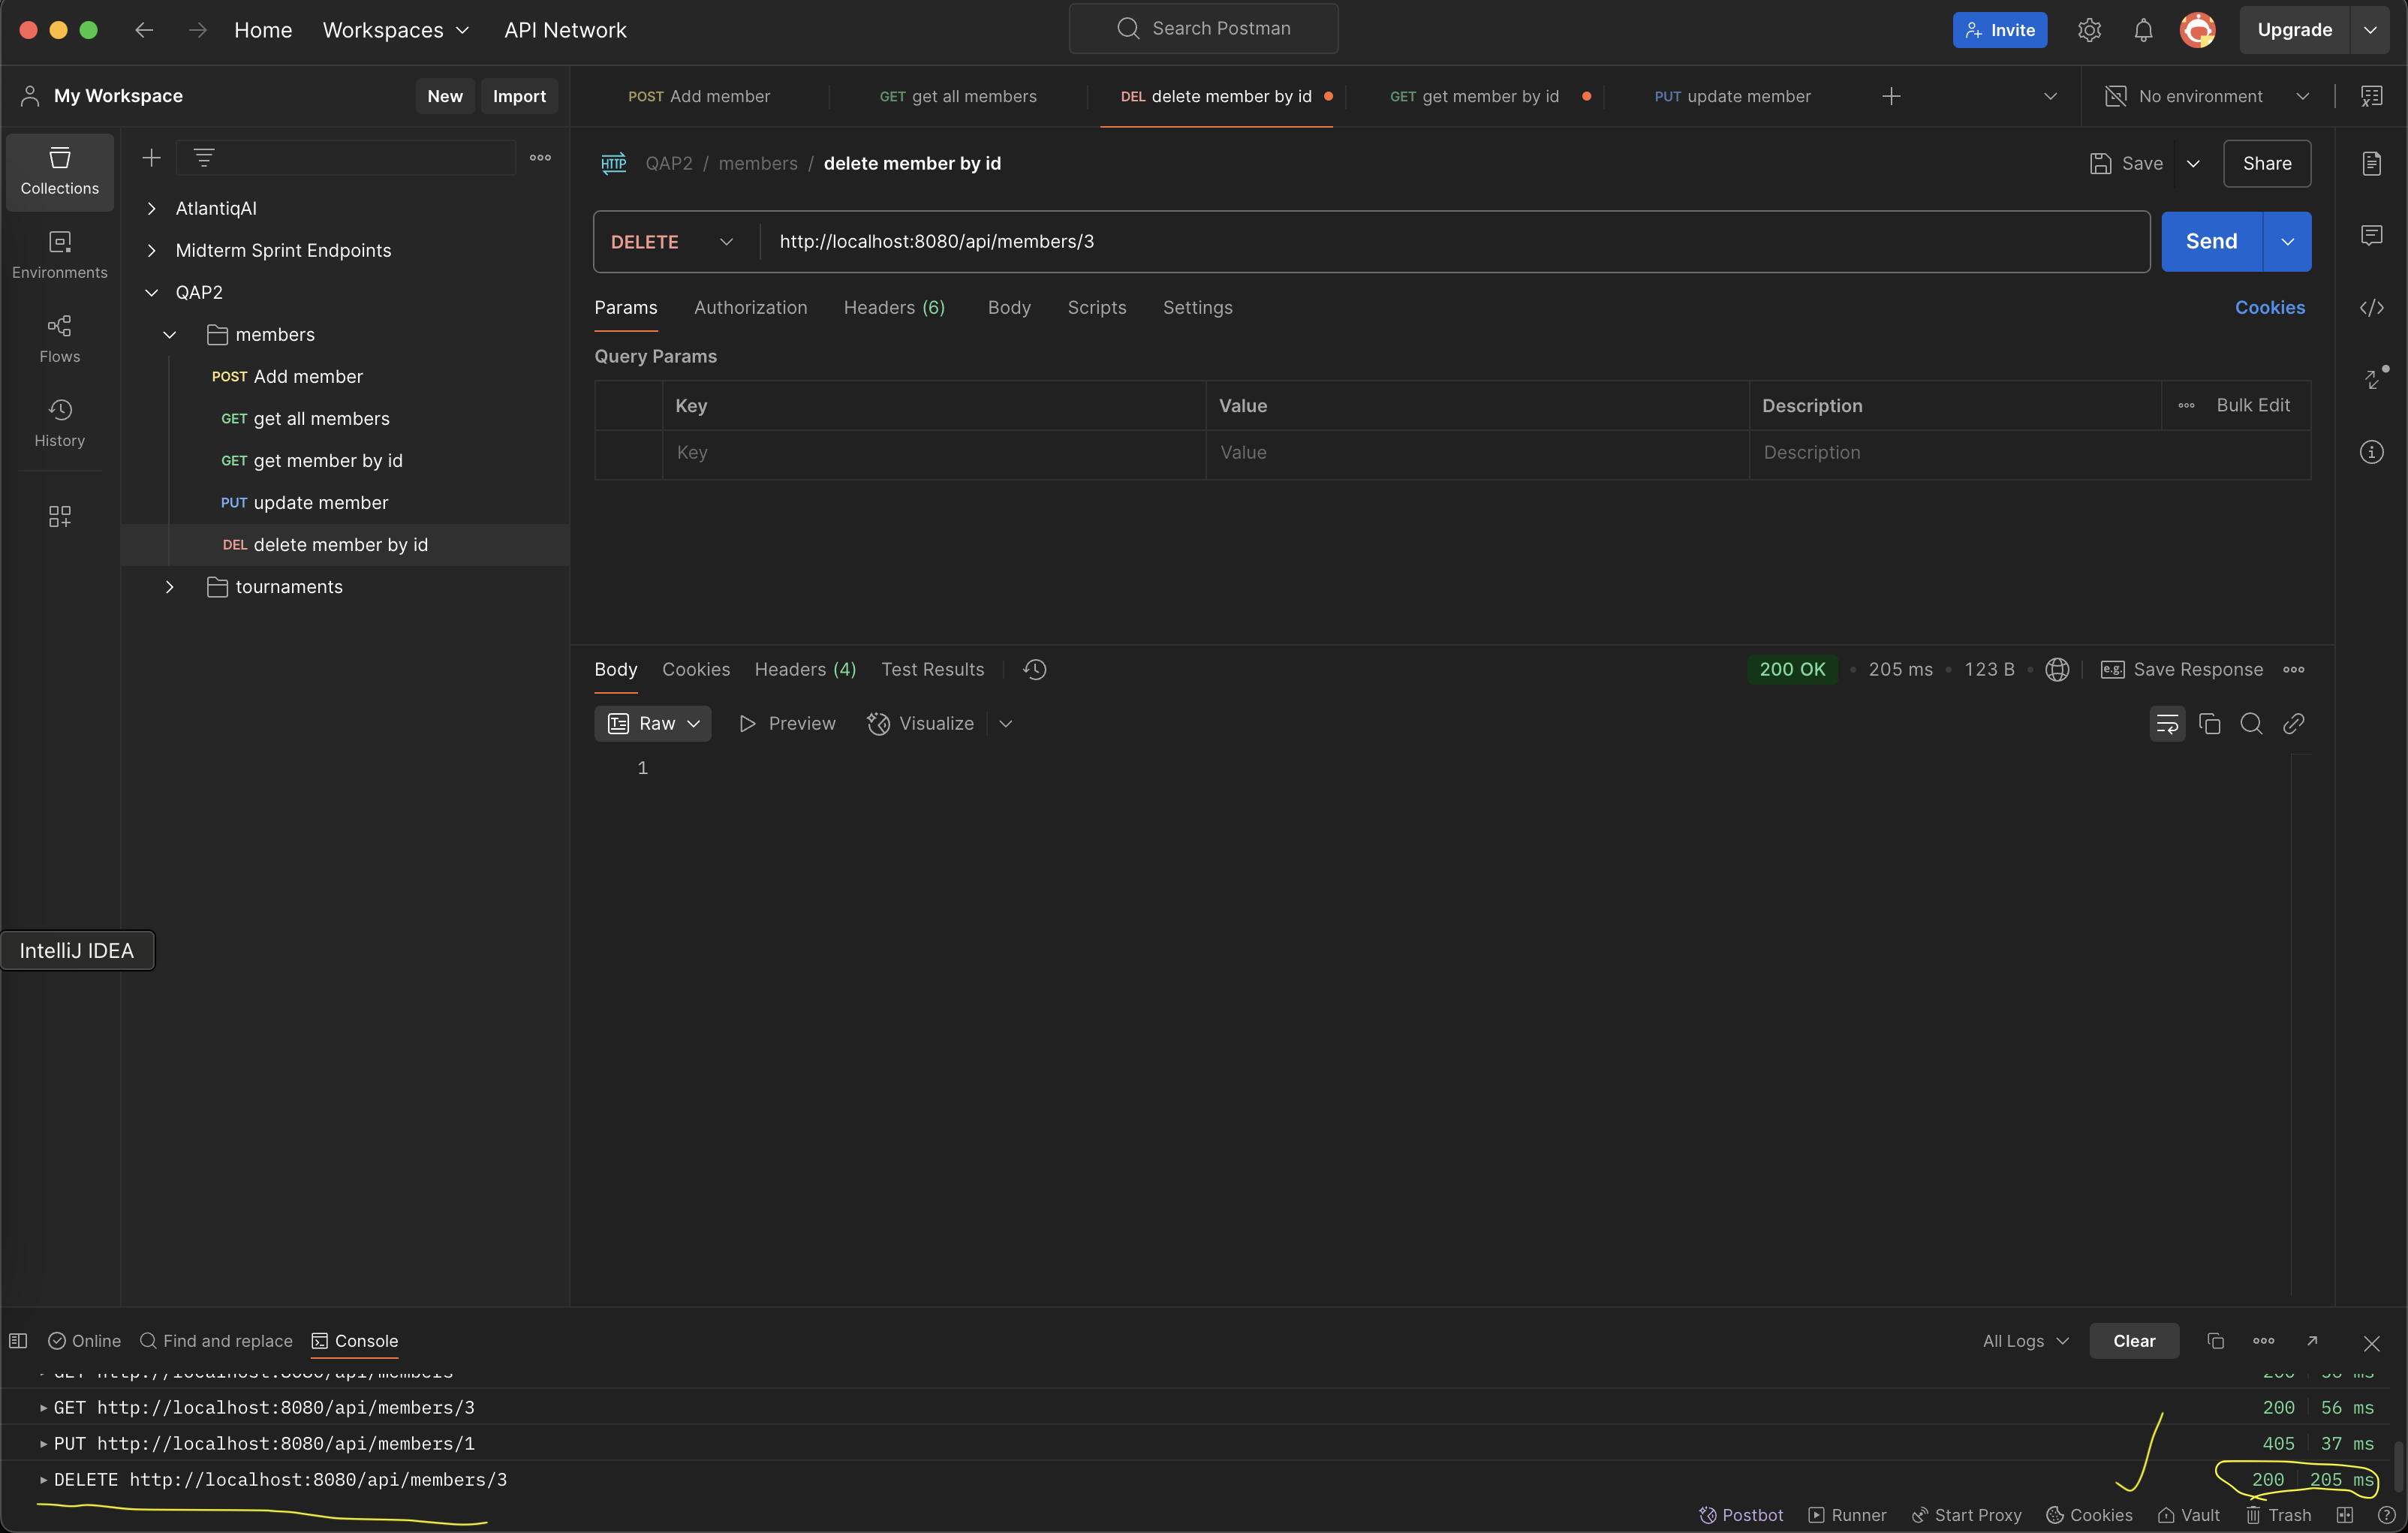 Home Workspaces API Network Search Postman Invite Upgrade
My Workspace New Import
POST Add member GET get all members DEL delete member by id GET get member by id PUT update member No environment
Collections
Environments
Flows
History
AtlantiqAI
Midterm Sprint Endpoints
QAP2
members
POST Add member
GET get all members
GET get member by id
PUT update member
DEL delete member by id
tournaments
IntelliJ IDEA
HTTP QAP2 / members / delete member by id Save Share
DELETE http://localhost:8080/api/members/3 Send
Params Authorization Headers (6) Body Scripts Settings Cookies
Query Params
Key Value Description Bulk Edit
Key Value Description
Body Cookies Headers (4) Test Results 200 OK • 205 ms • 123 B • e.g. Save Response
Raw Preview Visualize
1
Online Find and replace Console All Logs Clear
GET http://localhost:8080/api/members
GET http://localhost:8080/api/members/3 200 56 ms
PUT http://localhost:8080/api/members/1 405 37 ms
DELETE http://localhost:8080/api/members/3 200 205 ms
Postbot Runner Start Proxy Cookies Vault Trash